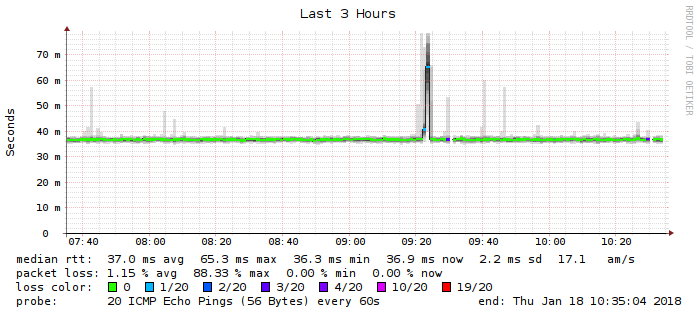 Last 3 Hours
RRDTOOL / TOBI OETIKER
Seconds
70 m
60 m
50 m
40 m
30 m
20 m
10 m
0
07:40 08:00 08:20 08:40 09:00 09:20 09:40 10:00 10:20
median rtt: 37.0 ms avg 65.3 ms max 36.3 ms min 36.9 ms now 2.2 ms sd 17.1 am/s
packet loss: 1.15 % avg 88.33 % max 0.00 % min 0.00 % now
loss color: 0 1/20 2/20 3/20 4/20 10/20 19/20
probe: 20 ICMP Echo Pings (56 Bytes) every 60s end: Thu Jan 18 10:35:04 2018